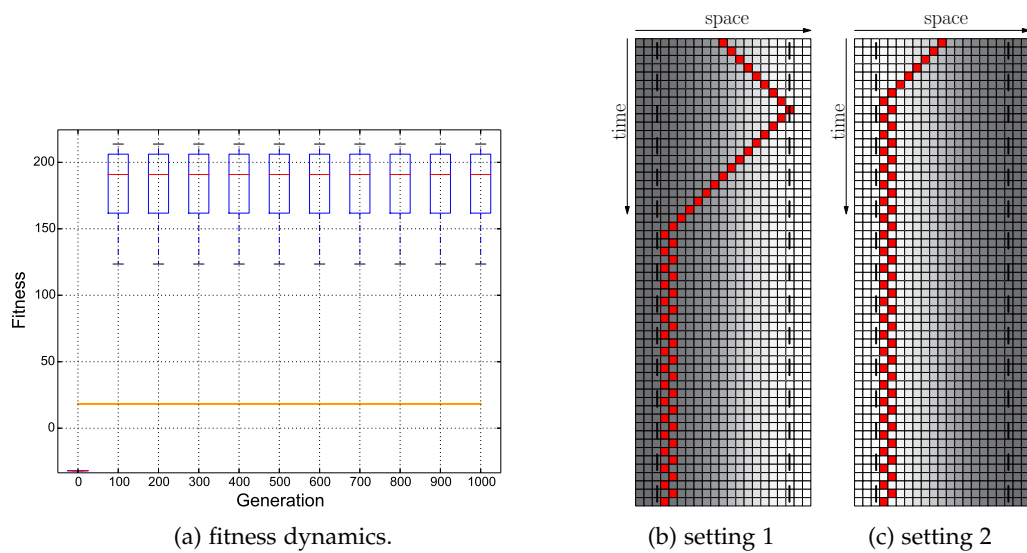 space
space
time
time
Fitness
200
150
100
50
0
0 100 200 300 400 500 600 700 800 900 1000
Generation
(a) fitness dynamics.
(b) setting 1
(c) setting 2